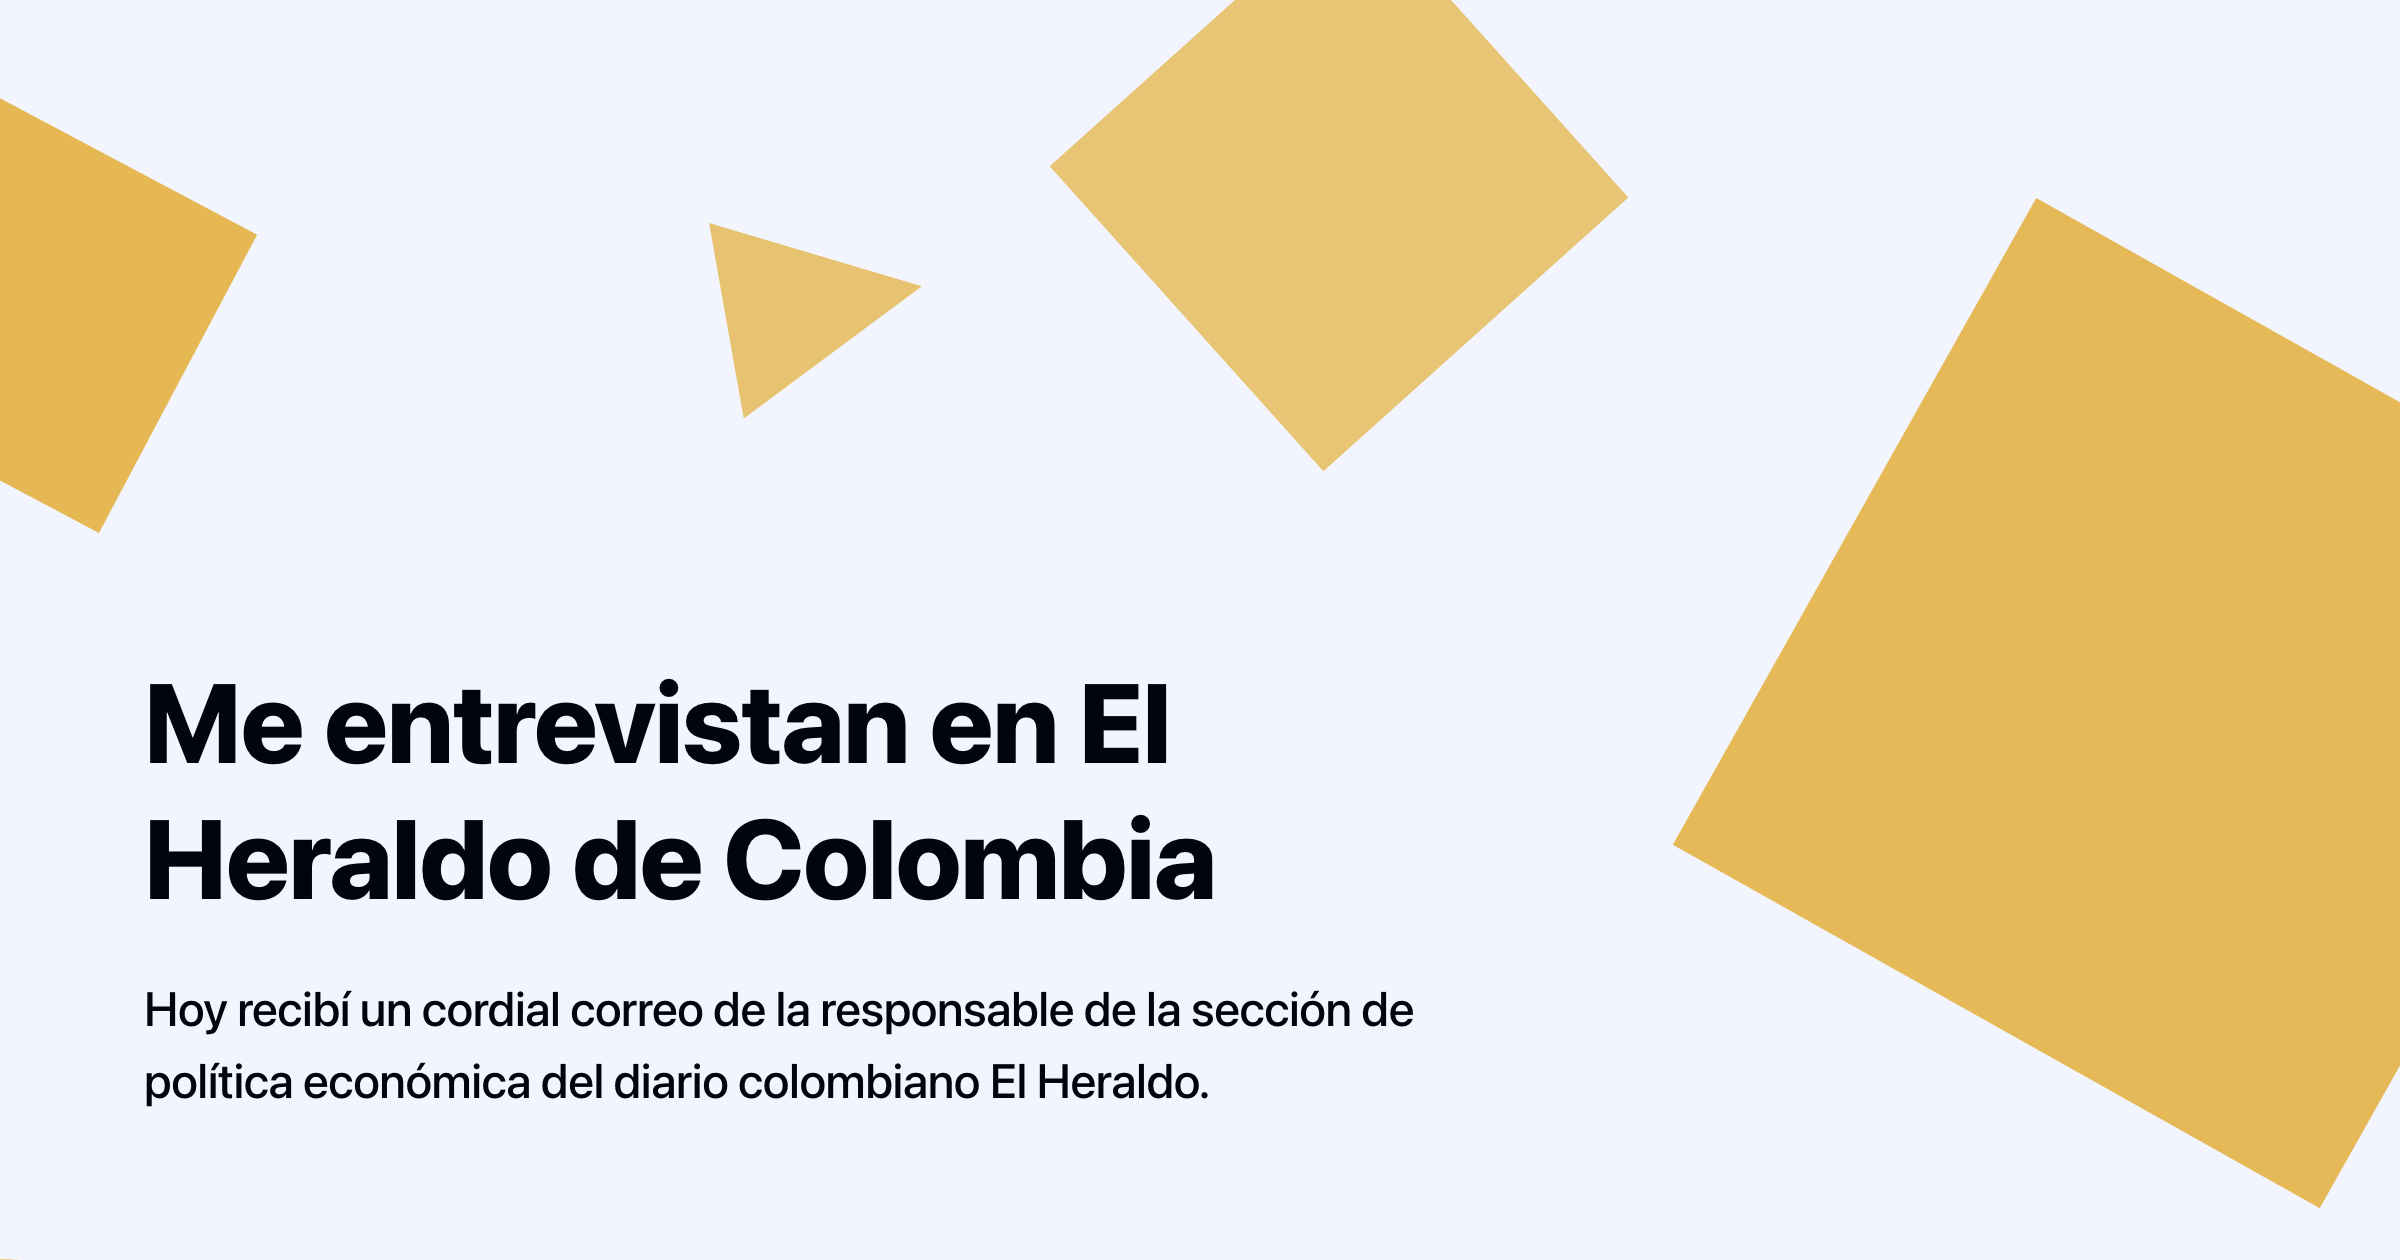 Me entrevistan en El
Heraldo de Colombia
Hoy recibí un cordial correo de la responsable de la sección de
política económica del diario colombiano El Heraldo.